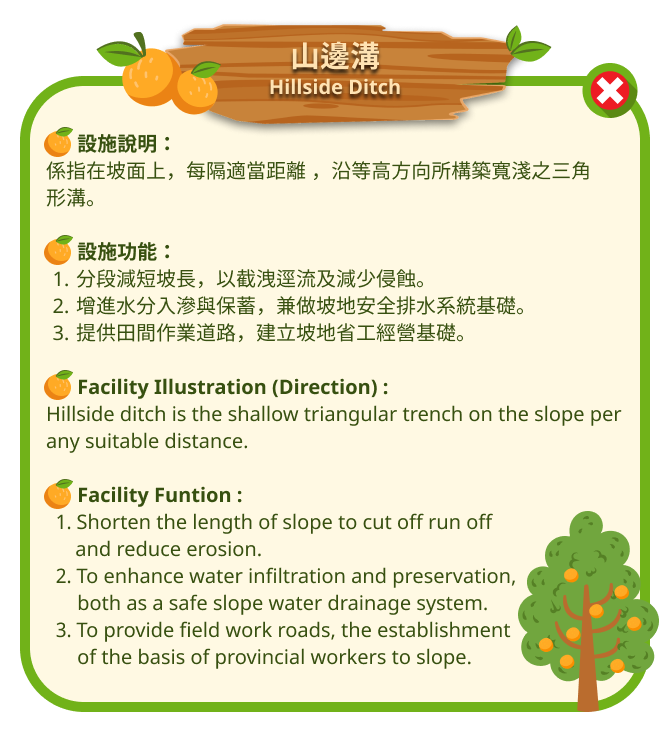 山邊溝
Hillside Ditch
設施說明：
係指在坡面上，每隔適當距離 ，沿等高方向所構築寬淺之三角
形溝。
設施功能：
1. 分段減短坡長，以截洩逕流及減少侵蝕。
2. 增進水分入滲與保蓄，兼做坡地安全排水系統基礎。
3. 提供田間作業道路，建立坡地省工經營基礎。
Facility Illustration (Direction) :
Hillside ditch is the shallow triangular trench on the slope per
any suitable distance.
Facility Funtion :
1. Shorten the length of slope to cut off run off
and reduce erosion.
2. To enhance water infiltration and preservation,
both as a safe slope water drainage system.
3. To provide field work roads, the establishment
of the basis of provincial workers to slope.